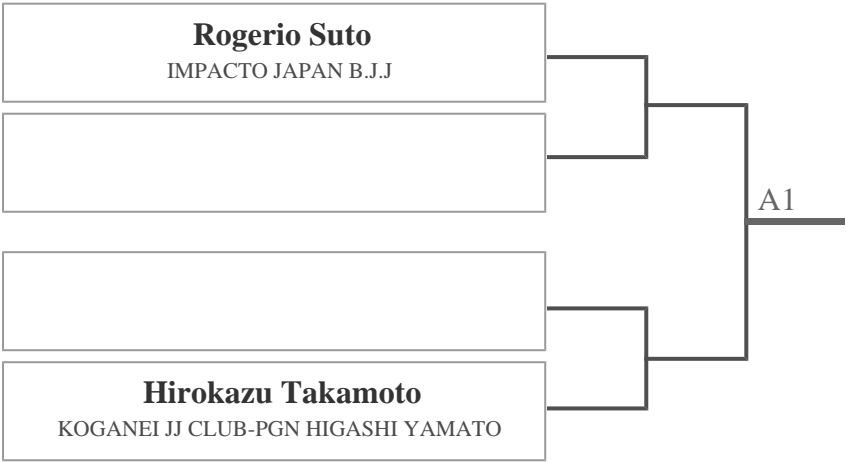 Rogerio Suto
IMPACTO JAPAN B.J.J
A1
Hirokazu Takamoto
KOGANEI JJ CLUB-PGN HIGASHI YAMATO